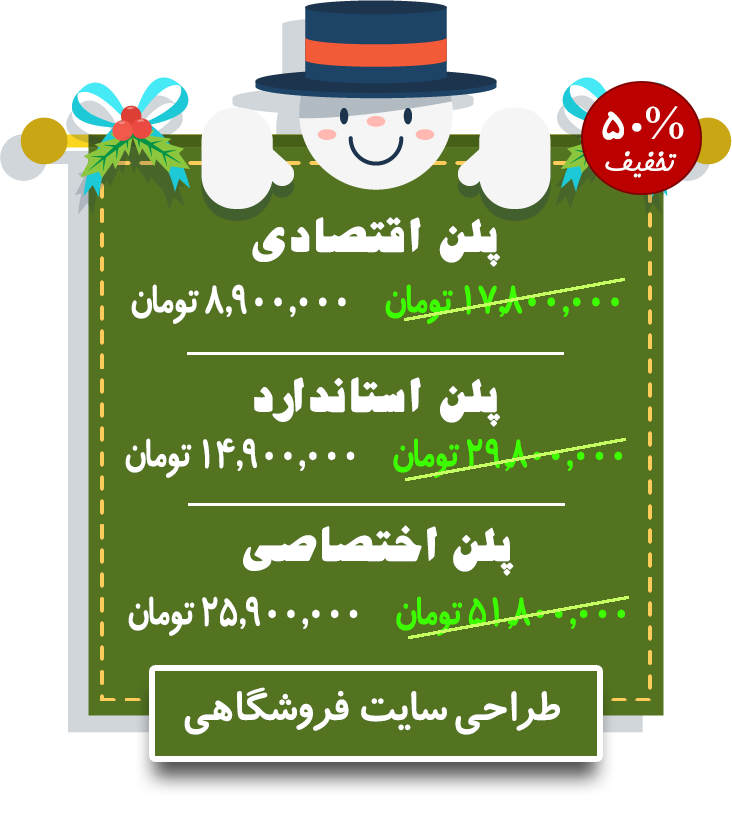 ۵۰%
تخفیف
پلن اقتصادی
۱۷,۸۰۰,۰۰۰ تومان ۸,۹۰۰,۰۰۰ تومان
پلن استاندارد
۲۹,۸۰۰,۰۰۰ تومان ۱۴,۹۰۰,۰۰۰ تومان
پلن اختصاصی
۵۱,۸۰۰,۰۰۰ تومان ۲۵,۹۰۰,۰۰۰ تومان
طراحی سایت فروشگاهی